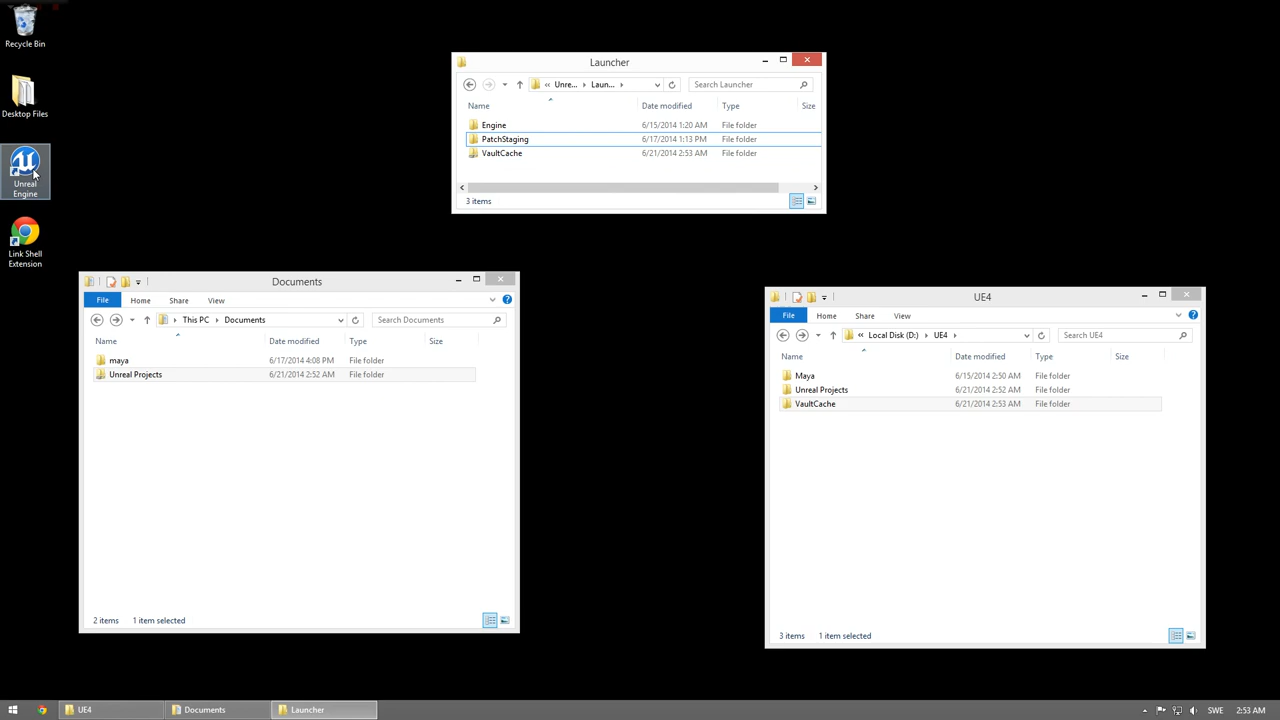 Recycle Bin
Desktop Files
Unreal
Engine
Link Shell
Extension
Launcher
« Unre... Laun... Search Launcher
Name Date modified Type Size
Engine 6/15/2014 1:20 AM File folder
PatchStaging 6/17/2014 1:13 PM File folder
VaultCache 6/21/2014 2:53 AM File folder
3 items
Documents
File Home Share View
This PC Documents Search Documents
Name Date modified Type Size
maya 6/17/2014 4:08 PM File folder
Unreal Projects 6/21/2014 2:52 AM File folder
2 items 1 item selected
UE4
File Home Share View
« Local Disk (D:) UE4 Search UE4
Name Date modified Type Size
Maya 6/15/2014 2:50 AM File folder
Unreal Projects 6/21/2014 2:52 AM File folder
VaultCache 6/21/2014 2:53 AM File folder
3 items 1 item selected
UE4 Documents Launcher SWE 2:53 AM